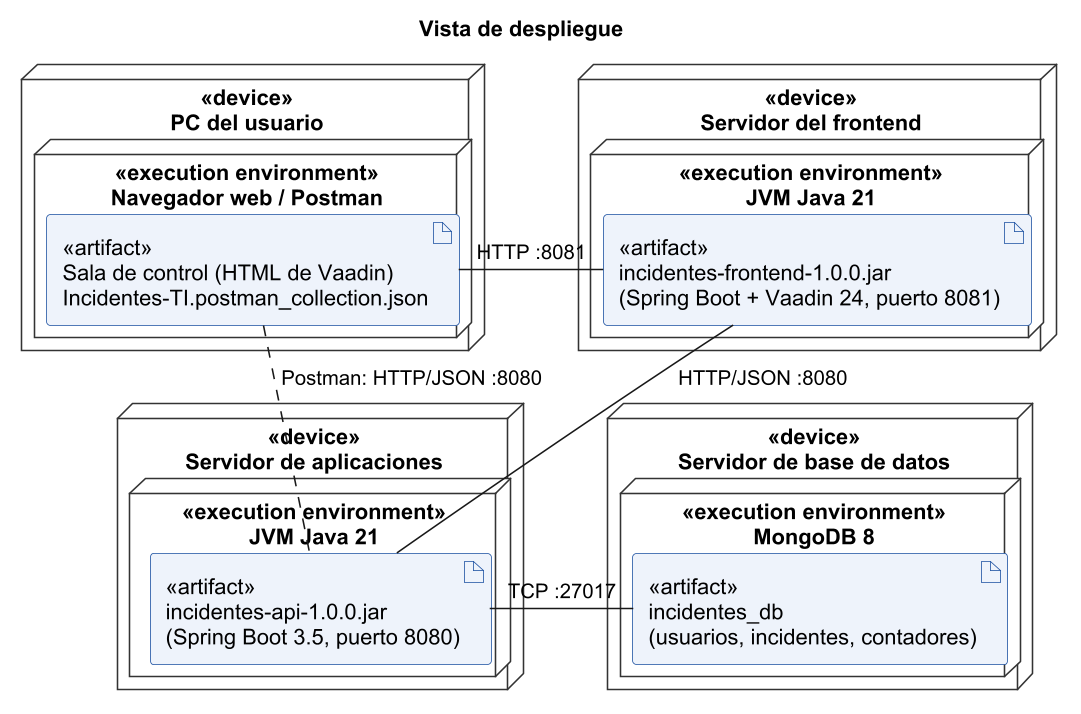 Vista de despliegue
«device»
PC del usuario
«execution environment»
Navegador web / Postman
«artifact»
Sala de control (HTML de Vaadin)
Incidentes-TI.postman_collection.json
HTTP :8081
«device»
Servidor del frontend
«execution environment»
JVM Java 21
«artifact»
incidentes-frontend-1.0.0.jar
(Spring Boot + Vaadin 24, puerto 8081)
Postman: HTTP/JSON :8080
HTTP/JSON :8080
«device»
Servidor de aplicaciones
«execution environment»
JVM Java 21
«artifact»
incidentes-api-1.0.0.jar
(Spring Boot 3.5, puerto 8080)
TCP :27017
«device»
Servidor de base de datos
«execution environment»
MongoDB 8
«artifact»
incidentes_db
(usuarios, incidentes, contadores)